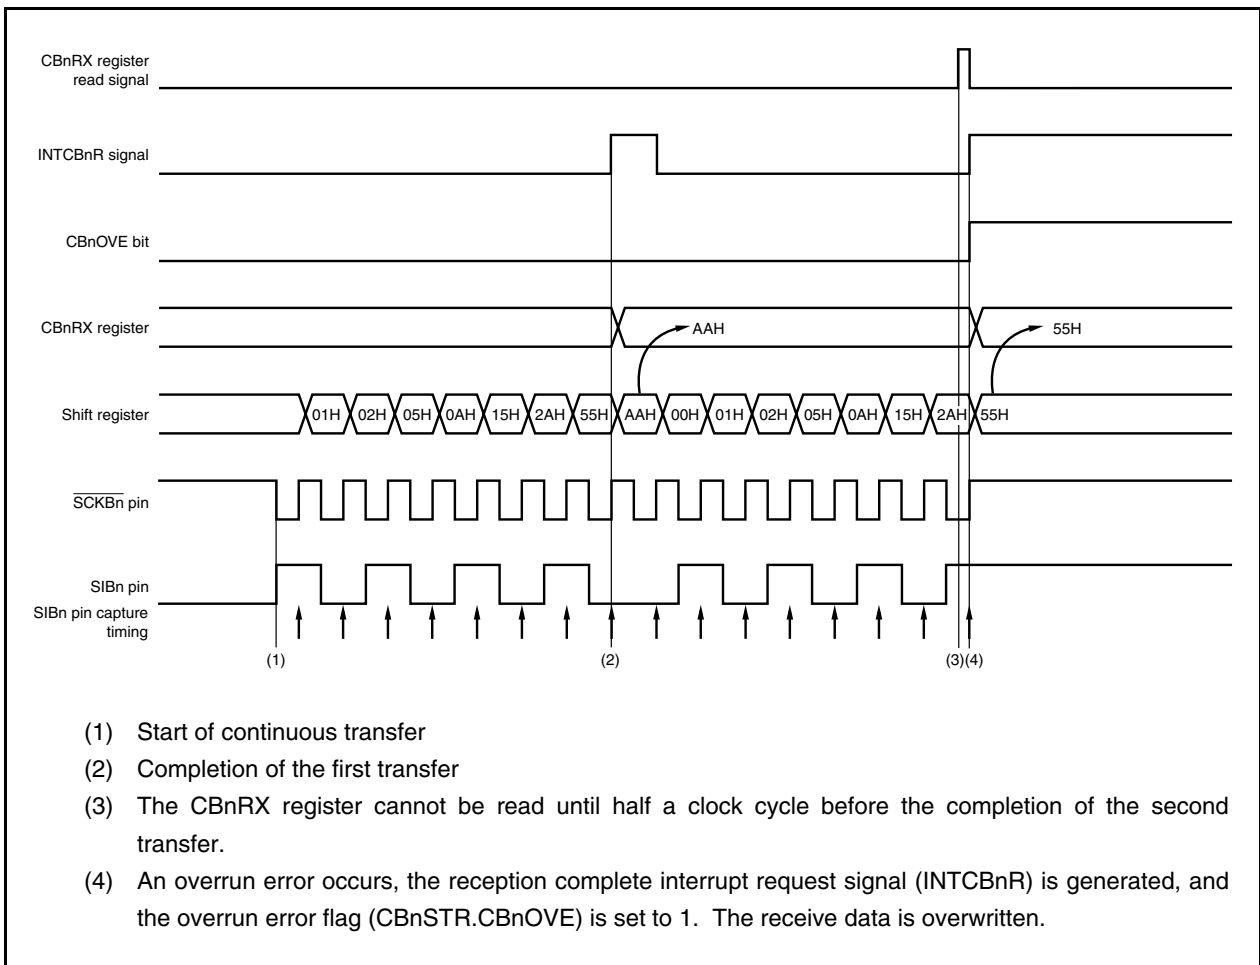 CBnRX register
read signal
INTCBnR signal
CBnOVE bit
CBnRX register
AAH
55H
Shift register
01H 02H 05H 0AH 15H 2AH 55H AAH 00H 01H 02H 05H 0AH 15H 2AH 55H
SCKBn pin
SIBn pin
SIBn pin capture
timing
(1) (2) (3) (4)
(1) Start of continuous transfer
(2) Completion of the first transfer
(3) The CBnRX register cannot be read until half a clock cycle before the completion of the second
transfer.
(4) An overrun error occurs, the reception complete interrupt request signal (INTCBnR) is generated, and
the overrun error flag (CBnSTR.CBnOVE) is set to 1. The receive data is overwritten.